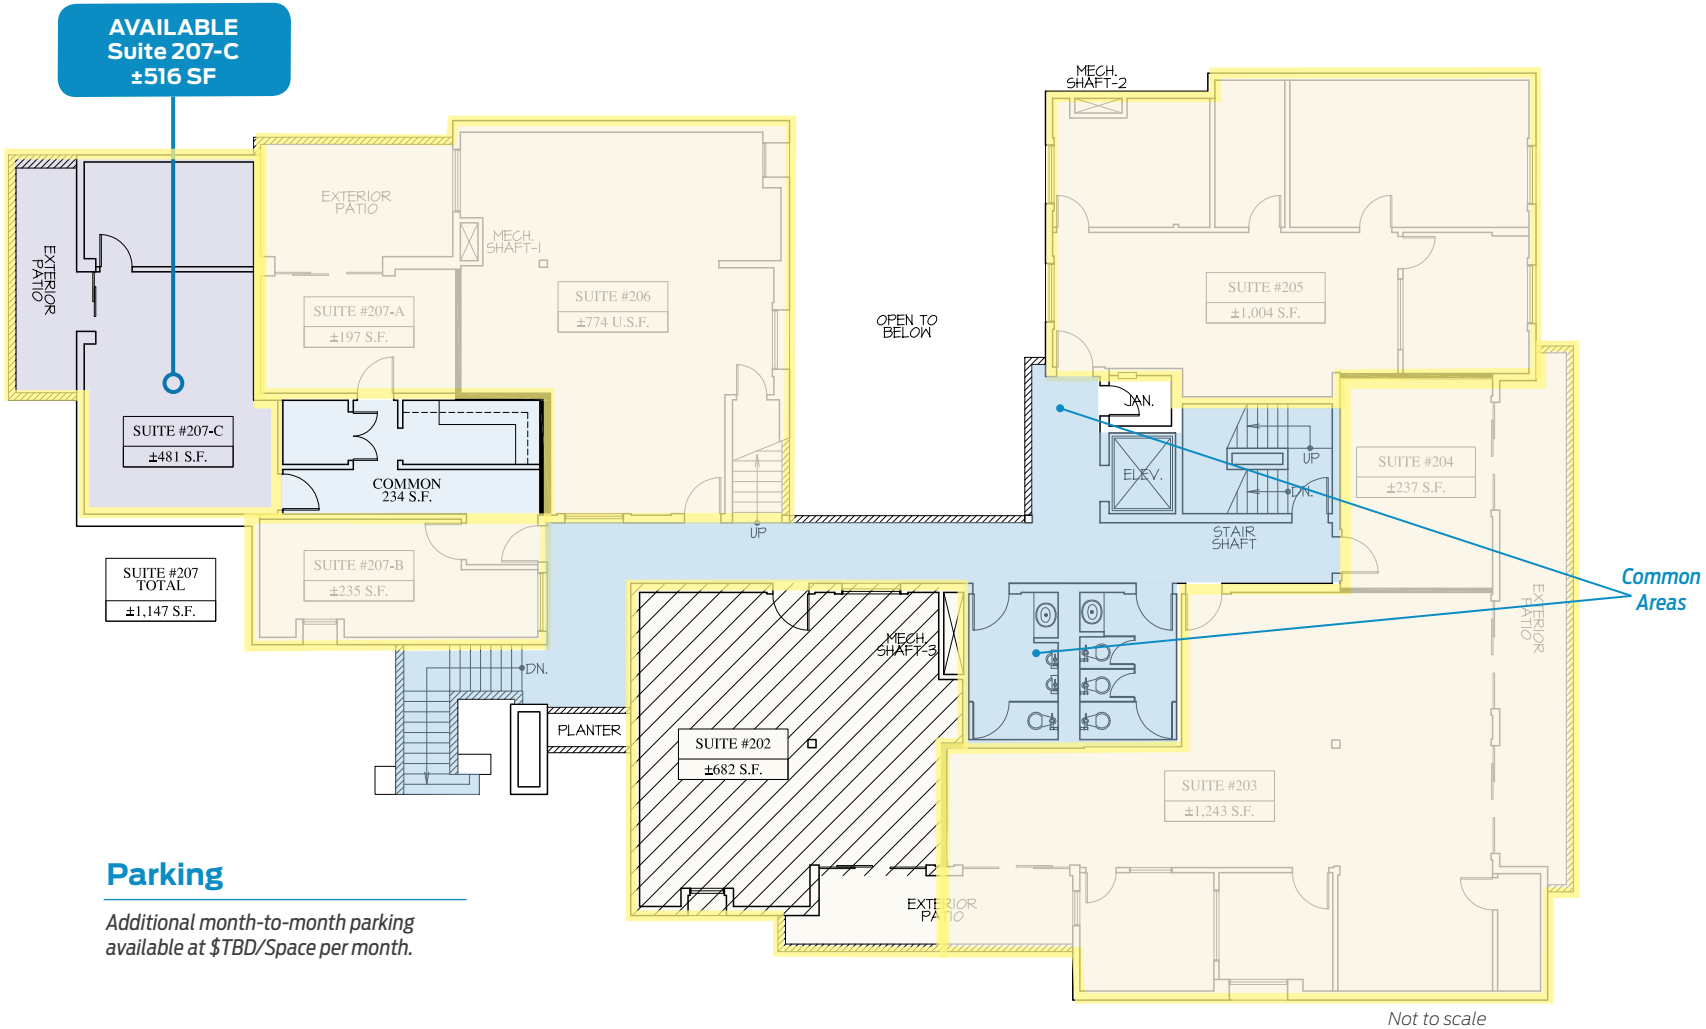 AVAILABLE
Suite 207-C
±516 SF
MECH.
SHAFT-2
EXTERIOR
PATIO
EXTERIOR
PATIO
MECH.
SHAFT-1
SUITE #207-A
±197 S.F.
SUITE #206
±774 U.S.F.
OPEN TO
BELOW
SUITE #205
±1,004 S.F.
JAN.
SUITE #207-C
±481 S.F.
COMMON
234 S.F.
ELEV.
UP
DN.
SUITE #204
±237 S.F.
UP
STAIR
SHAFT
SUITE #207
TOTAL
±1,147 S.F.
SUITE #207-B
±235 S.F.
Common
Areas
EXTERIOR
PATIO
MECH.
SHAFT-3
DN.
PLANTER
SUITE #202
±682 S.F.
SUITE #203
±1,243 S.F.
EXTERIOR
PATIO
Parking
Additional month-to-month parking
available at $TBD/Space per month.
Not to scale